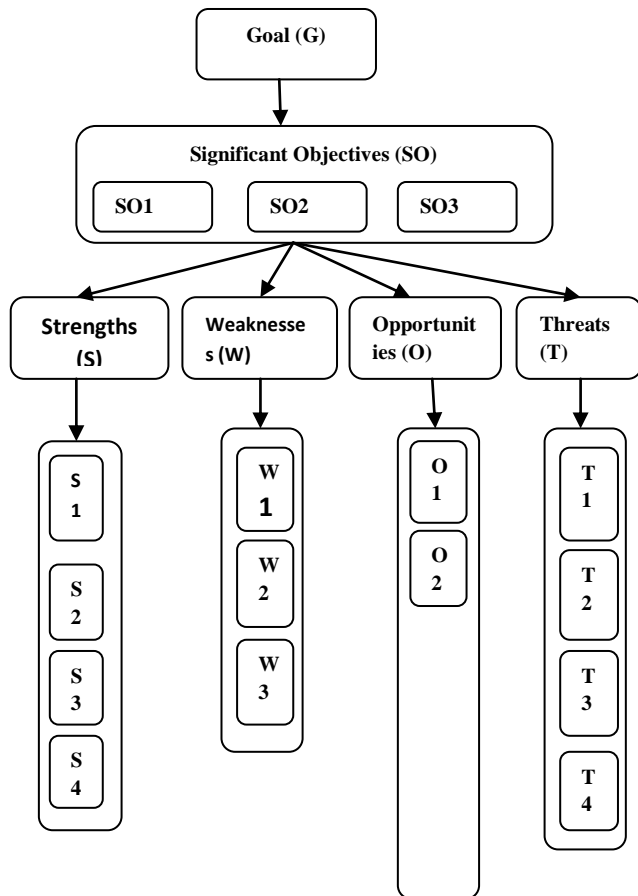 Goal (G)
Significant Objectives (SO)
SO1
SO2
SO3
Strengths
(S)
Weaknesse
s (W)
Opportunit
ies (O)
Threats
(T)
S
1
S
2
S
3
S
4
W
1
W
2
W
3
O
1
O
2
T
1
T
2
T
3
T
4